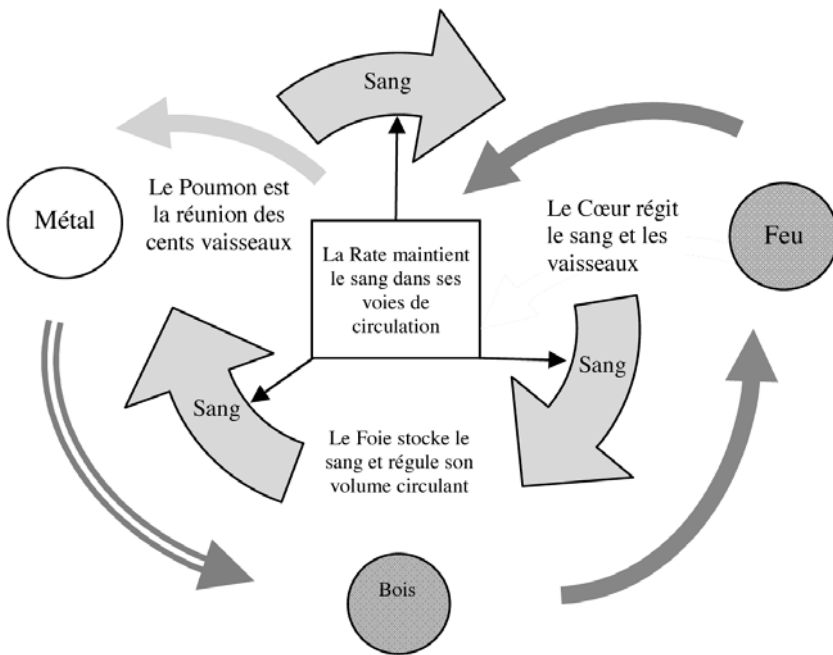 Sang
Métal
Le Poumon est
la réunion des
cents vaisseaux
La Rate maintient
le sang dans ses
voies de
circulation
Le Cœur régit
le sang et les
vaisseaux
Feu
Sang
Sang
Le Foie stocke le
sang et régule son
volume circulant
Bois